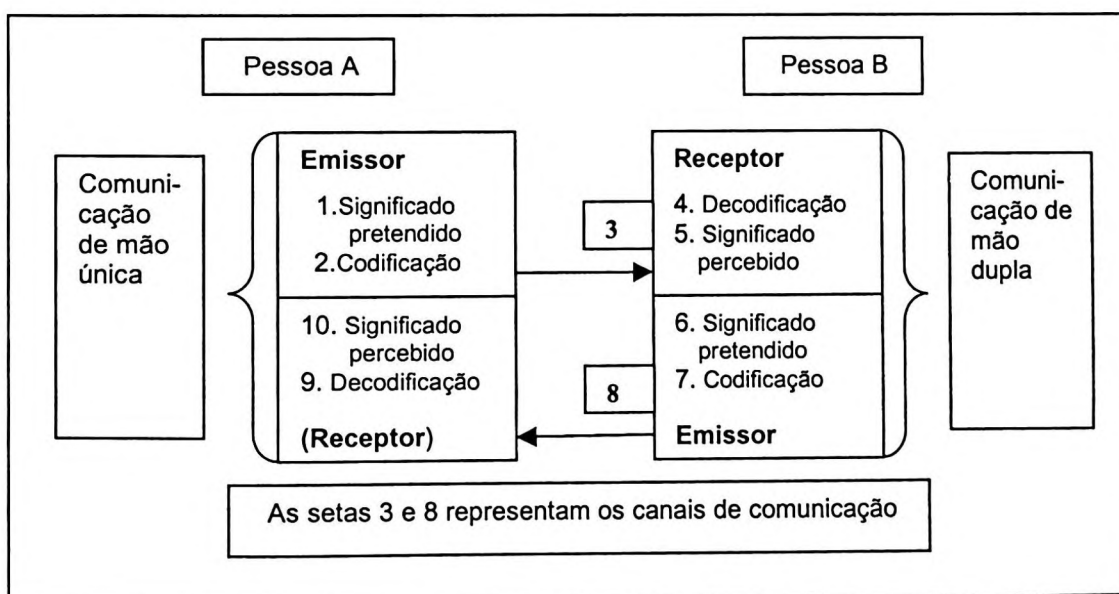 Pessoa A
Pessoa B
Comuni-
cação
de mão
única
Emissor
1.Significado
pretendido
2.Codificação
10. Significado
percebido
9. Decodificação
(Receptor)
3
8
Receptor
4. Decodificação
5. Significado
percebido
6. Significado
pretendido
7. Codificação
Emissor
Comuni-
cação de
mão
dupla
As setas 3 e 8 representam os canais de comunicação